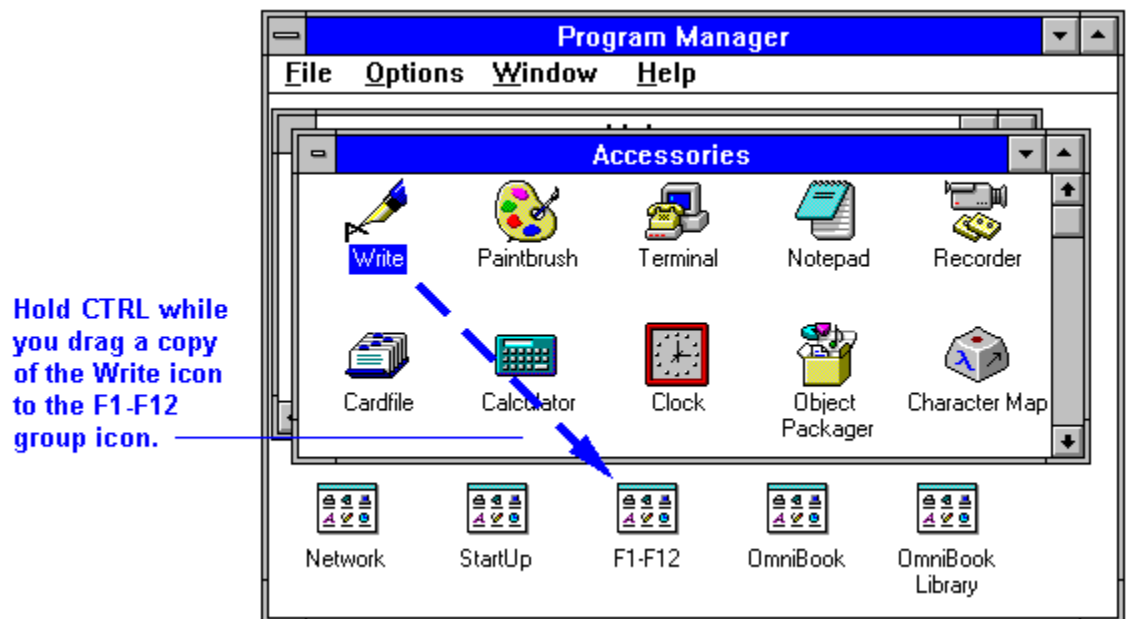 Program Manager
File Options Window Help
Accessories
Write Paintbrush Terminal Notepad Recorder
Cardfile Calculator Clock Object Packager Character Map
Hold CTRL while
you drag a copy
of the Write icon
to the F1-F12
group icon.
Network StartUp F1-F12 OmniBook OmniBook Library